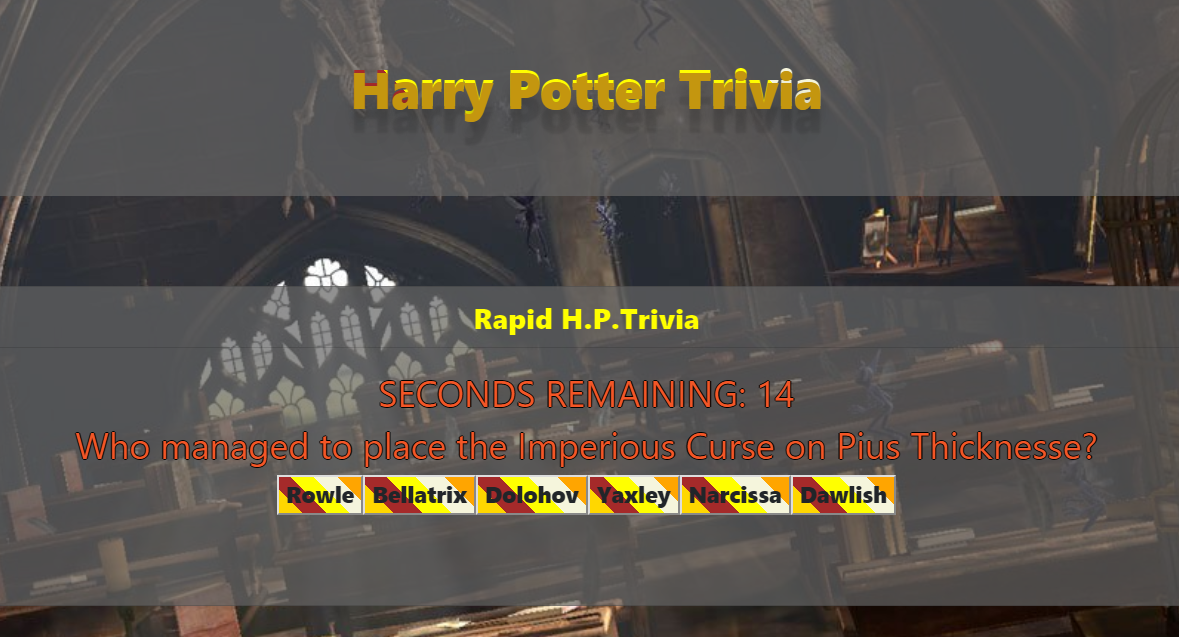 Harry Potter Trivia
Rapid H.P.Trivia
SECONDS REMAINING: 14
Who managed to place the Imperious Curse on Pius Thicknesse?
Rowle Bellatrix Dolohov Yaxley Narcissa Dawlish